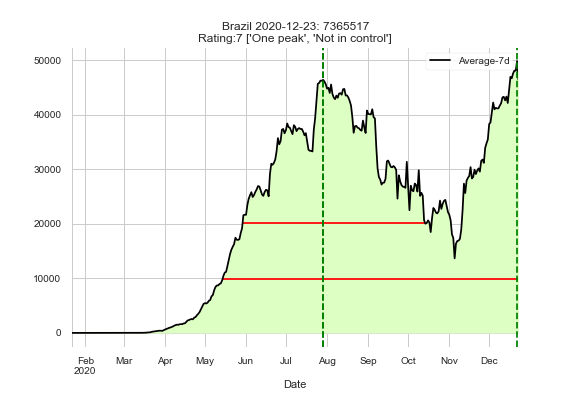 Brazil 2020-12-23: 7365517
Rating:7 ['One peak', 'Not in control']
Average-7d
50000
40000
30000
20000
10000
0
Feb Mar Apr May Jun Jul Aug Sep Oct Nov Dec
2020
Date